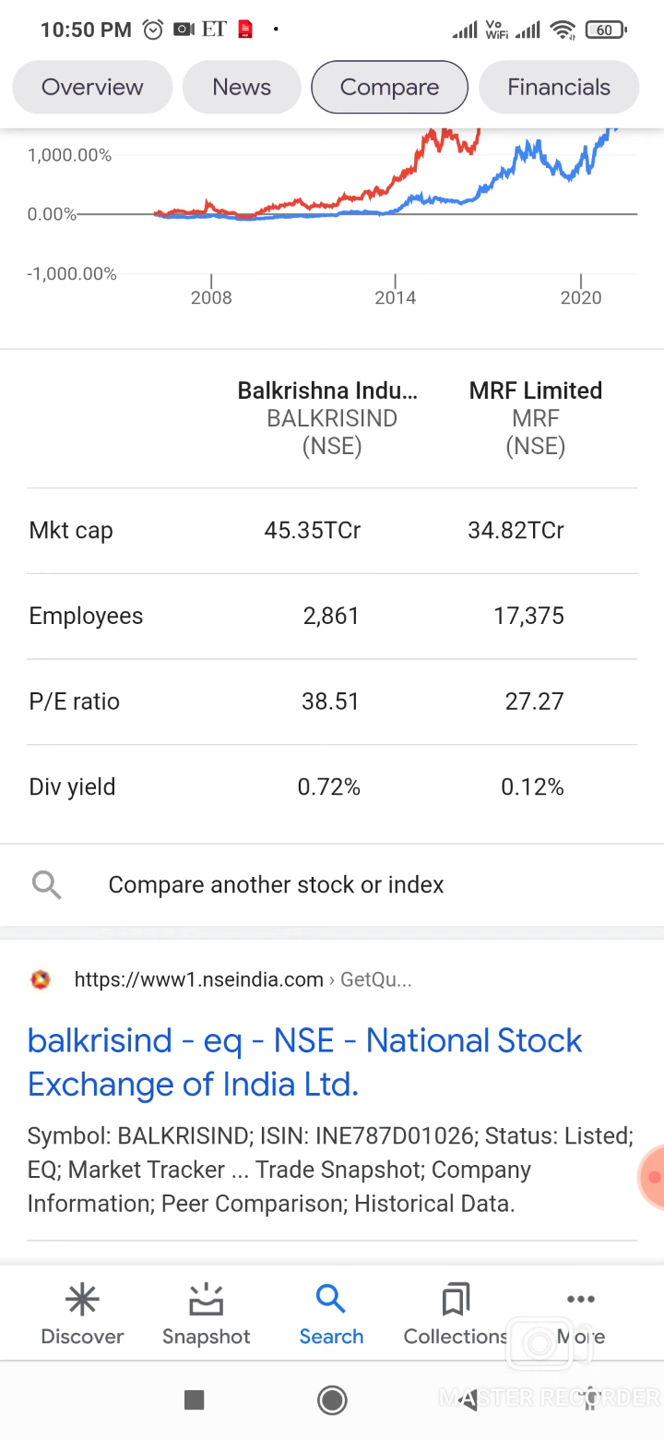 10:50 PM ET Vo WiFi 60
Overview News Compare Financials
1,000.00%
0.00%
-1,000.00%
2008 2014 2020
Balkrishna Indu... MRF Limited
BALKRISIND MRF
(NSE) (NSE)
Mkt cap 45.35TCr 34.82TCr
Employees 2,861 17,375
P/E ratio 38.51 27.27
Div yield 0.72% 0.12%
Compare another stock or index
https://www1.nseindia.com › GetQu...
balkrisind - eq - NSE - National Stock
Exchange of India Ltd.
Symbol: BALKRISIND; ISIN: INE787D01026; Status: Listed;
EQ; Market Tracker ... Trade Snapshot; Company
Information; Peer Comparison; Historical Data.
Discover Snapshot Search Collections More
MASTER RECORDER